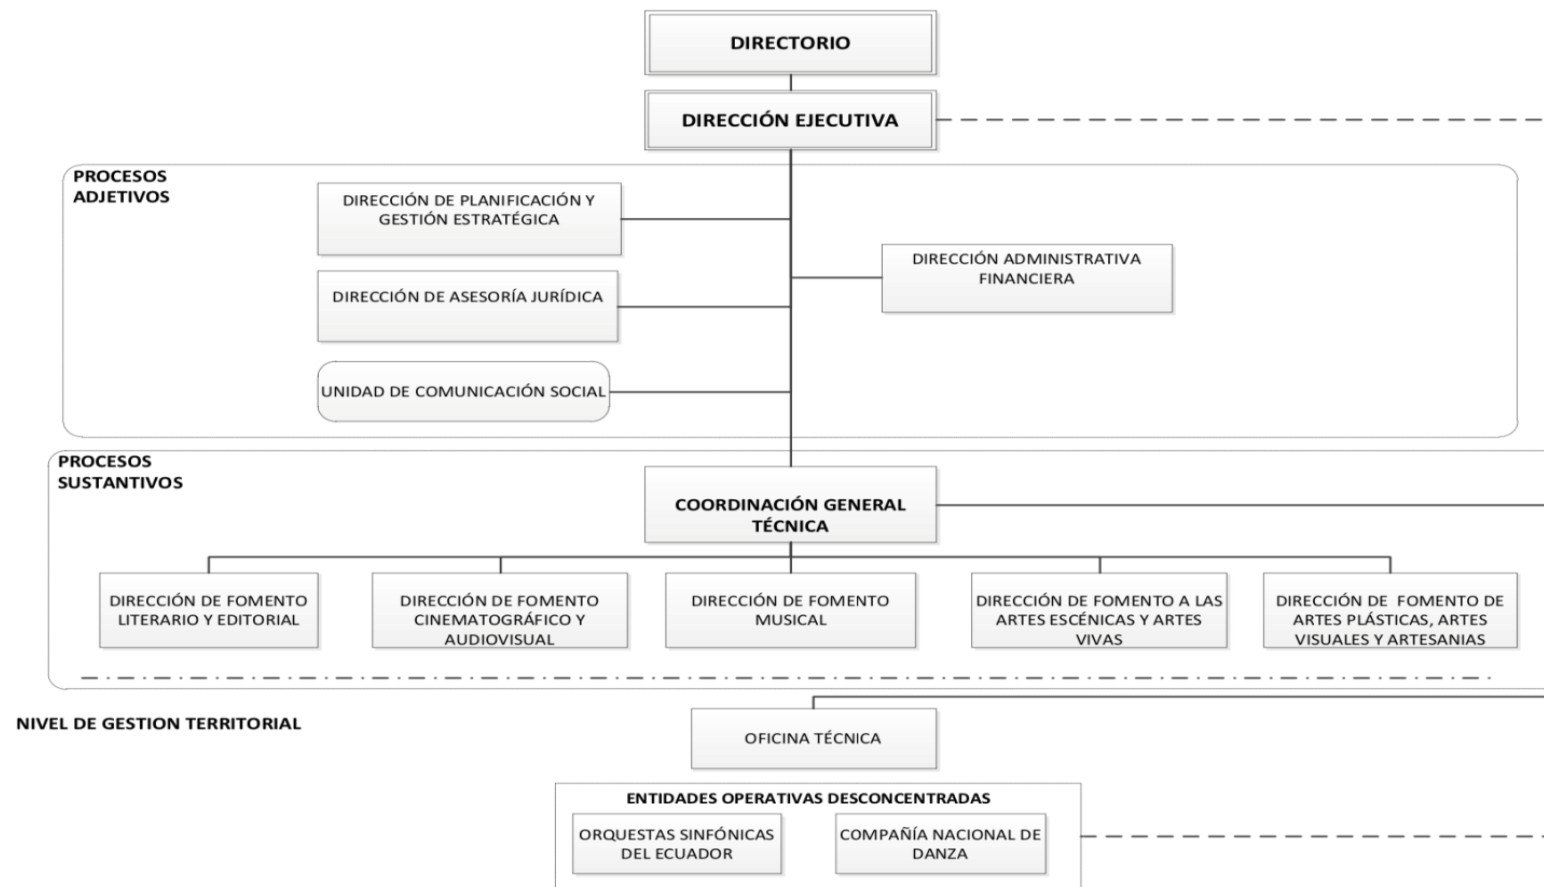 DIRECTORIO
DIRECCIÓN EJECUTIVA
PROCESOS
ADJETIVOS
DIRECCIÓN DE PLANIFICACIÓN Y
GESTIÓN ESTRATÉGICA
DIRECCIÓN ADMINISTRATIVA
FINANCIERA
DIRECCIÓN DE ASESORÍA JURÍDICA
UNIDAD DE COMUNICACIÓN SOCIAL
PROCESOS
SUSTANTIVOS
COORDINACIÓN GENERAL
TÉCNICA
DIRECCIÓN DE FOMENTO
LITERARIO Y EDITORIAL
DIRECCIÓN DE FOMENTO
CINEMATOGRÁFICO Y
AUDIOVISUAL
DIRECCIÓN DE FOMENTO
MUSICAL
DIRECCIÓN DE FOMENTO A LAS
ARTES ESCÉNICAS Y ARTES
VIVAS
DIRECCIÓN DE FOMENTO DE
ARTES PLÁSTICAS, ARTES
VISUALES Y ARTESANIAS
NIVEL DE GESTION TERRITORIAL
OFICINA TÉCNICA
ENTIDADES OPERATIVAS DESCONCENTRADAS
ORQUESTAS SINFÓNICAS
DEL ECUADOR
COMPAÑÍA NACIONAL DE
DANZA